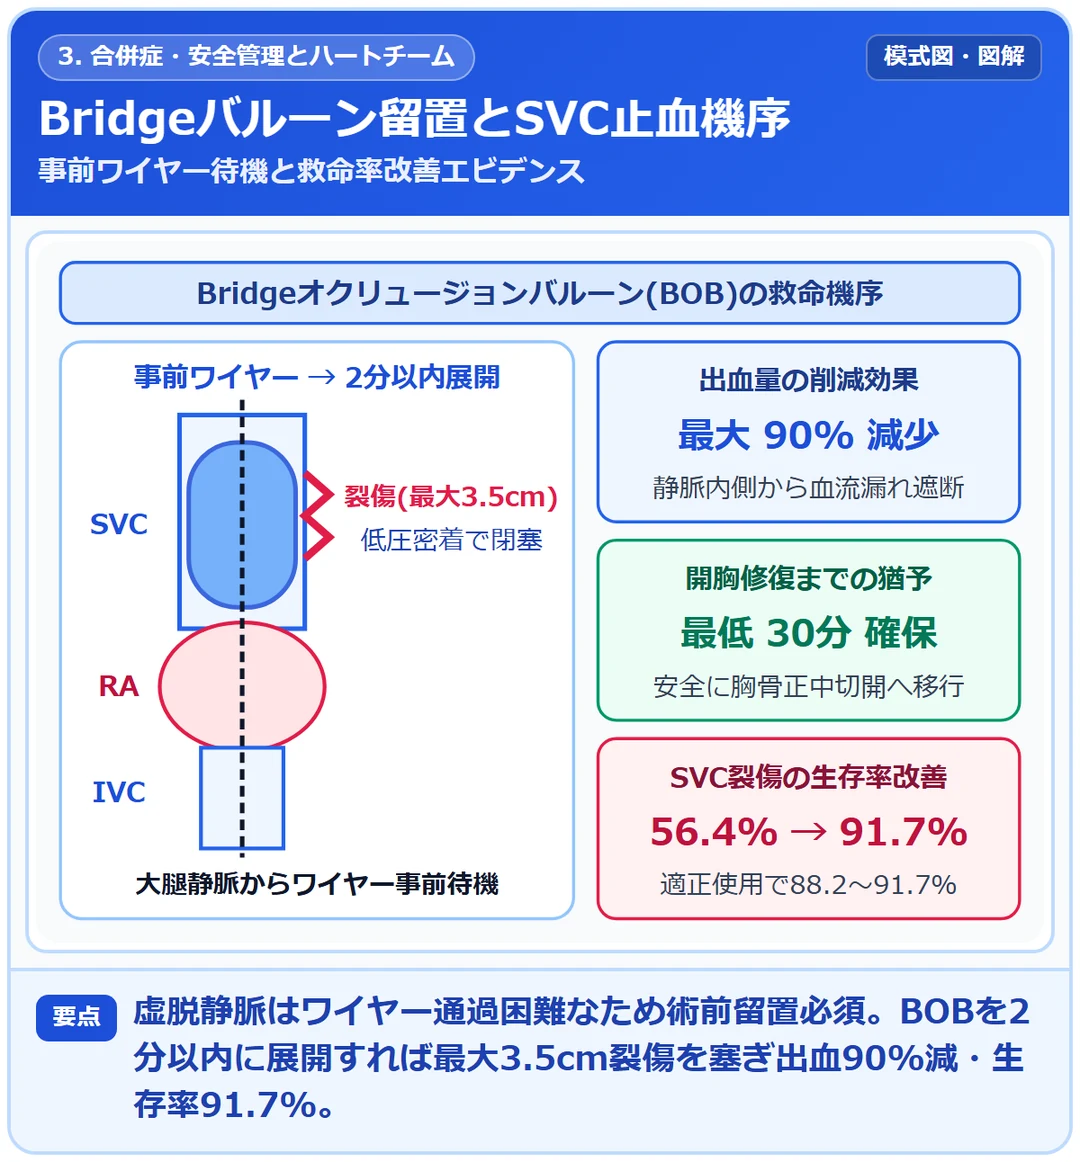 3. 合併症・安全管理とハートチーム
模式図・図解
Bridgeバルーン留置とSVC止血機序
事前ワイヤー待機と救命率改善エビデンス
Bridgeオクリュージョンバルーン(BOB)の救命機序
事前ワイヤー → 2分以内展開
SVC
裂傷(最大3.5cm)
低圧密着で閉塞
RA
IVC
大腿静脈からワイヤー事前待機
出血量の削減効果
最大 90% 減少
静脈内側から血流漏れ遮断
開胸修復までの猶予
最低 30分 確保
安全に胸骨正中切開へ移行
SVC裂傷の生存率改善
56.4% → 91.7%
適正使用で88.2〜91.7%
要点
虚脱静脈はワイヤー通過困難なため術前留置必須。BOBを2
分以内に展開すれば最大3.5cm裂傷を塞ぎ出血90%減・生
存率91.7%。